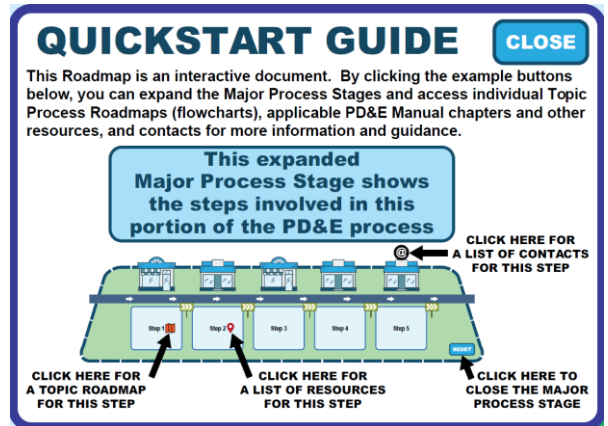 QUICKSTART GUIDE
CLOSE
This Roadmap is an interactive document.  By clicking the example buttons
below, you can expand the Major Process Stages and access individual Topic
Process Roadmaps (flowcharts), applicable PD&E Manual chapters and other
resources, and contacts for more information and guidance.
This expanded
Major Process Stage shows
the steps involved in this
portion of the PD&E process
@
CLICK HERE FOR
A LIST OF CONTACTS
FOR THIS STEP
Step 1
Step 2
Step 3
Step 4
Step 5
RESET
CLICK HERE FOR
A TOPIC ROADMAP
FOR THIS STEP
CLICK HERE FOR
A LIST OF RESOURCES
FOR THIS STEP
CLICK HERE TO
CLOSE THE MAJOR
PROCESS STAGE